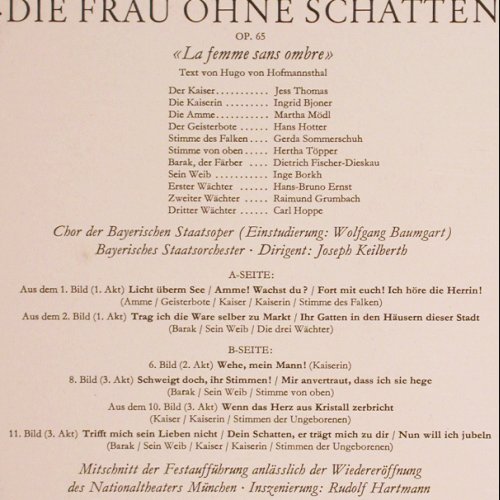 DIE FRAU OHNE SCHATTEN
OP. 65
«La femme sans ombre»
Text von Hugo von Hofmannsthal
Der Kaiser........... Jess Thomas
Die Kaiserin ......... Ingrid Bjoner
Die Amme........... Martha Mödl
Der Geisterbote ...... Hans Hotter
Stimme des Falken.... Gerda Sommerschuh
Stimme von oben..... Hertha Töpper
Barak, der Färber .... Dietrich Fischer-Dieskau
Sein Weib ........... Inge Borkh
Erster Wächter ...... Hans-Bruno Ernst
Zweiter Wächter ..... Raimund Grumbach
Dritter Wächter ...... Carl Hoppe
Chor der Bayerischen Staatsoper (Einstudierung: Wolfgang Baumgart)
Bayerisches Staatsorchester · Dirigent: Joseph Keilberth
A-SEITE:
Aus dem 1. Bild (1. Akt) Licht überm See / Amme! Wachst du? / Fort mit euch! Ich höre die Herrin!
(Amme / Geisterbote / Kaiser / Kaiserin / Stimme des Falken)
Aus dem 2. Bild (1. Akt) Trag ich die Ware selber zu Markt / Ihr Gatten in den Häusern dieser Stadt
(Barak / Sein Weib / Die drei Wächter)
B-SEITE:
6. Bild (2. Akt) Wehe, mein Mann! (Kaiserin)
8. Bild (3. Akt) Schweigt doch, ihr Stimmen! / Mir anvertraut, dass ich sie hege
(Barak / Sein Weib / Stimme von oben)
Aus dem 10. Bild (3. Akt) Wenn das Herz aus Kristall zerbricht
(Kaiser / Kaiserin / Stimmen der Ungeborenen)
11. Bild (3. Akt) Trifft mich sein Lieben nicht / Dein Schatten, er trägt mich zu dir / Nun will ich jubeln
(Barak / Sein Weib / Kaiser / Kaiserin / Stimmen der Ungeborenen)
Mitschnitt der Festaufführung anlässlich der Wiedereröffnung
des Nationaltheaters München · Inszenierung: Rudolf Hartmann